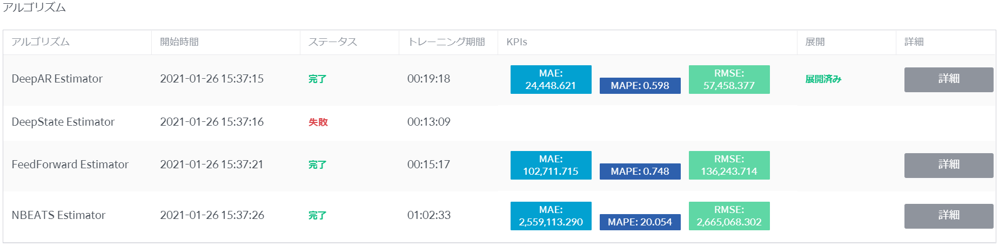 アルゴリズム
アルゴリズム 開始時間 ステータス トレーニング期間 KPIs 展開 詳細
DeepAR Estimator 2021-01-26 15:37:15 完了 00:19:18 MAE: 24,448.621 MAPE: 0.598 RMSE: 57,458.377 展開済み 詳細
DeepState Estimator 2021-01-26 15:37:16 失敗 00:13:09
FeedForward Estimator 2021-01-26 15:37:21 完了 00:15:17 MAE: 102,711.715 MAPE: 0.748 RMSE: 136,243.714 詳細
NBEATS Estimator 2021-01-26 15:37:26 完了 01:02:33 MAE: 2,559,113.290 MAPE: 20.054 RMSE: 2,665,068.302 詳細